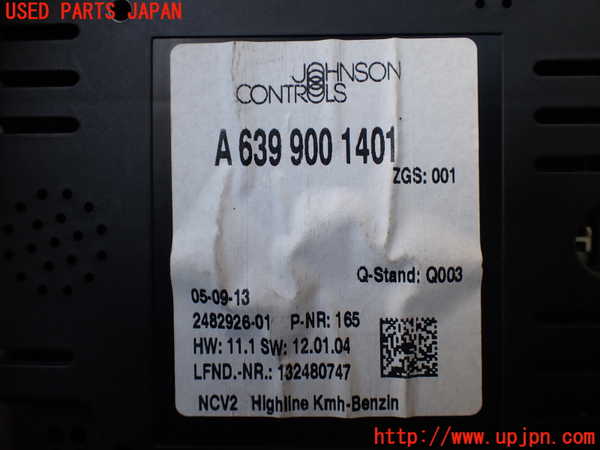 USED PARTS JAPAN
JOHNSON
CONTROLS
A 639 900 1401
ZGS: 001
Q-Stand: Q003
05-09-13
2482926-01 P-NR: 165
HW: 11.1 SW: 12.01.04
LFND.-NR.: 132480747
NCV2 Highline Kmh-Benzin
http://www.upjpn.com/